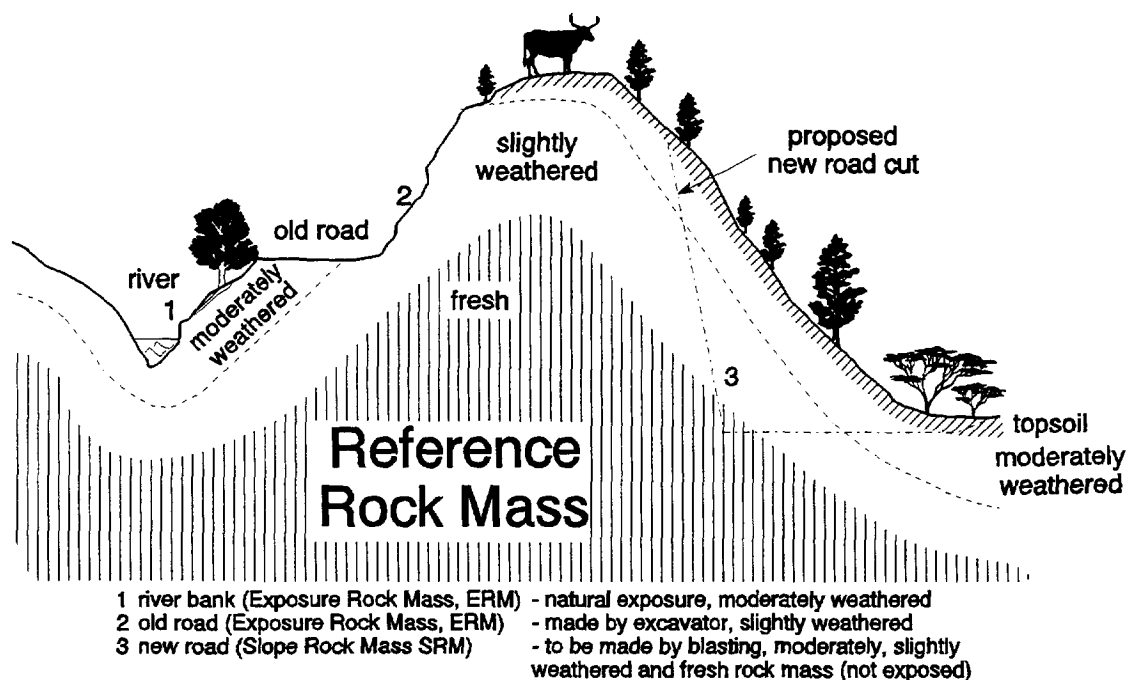 slightly
weathered
proposed
new road cut
2
old road
river
1
moderately
weathered
fresh
3
Reference
Rock Mass
topsoil
moderately
weathered
1 river bank (Exposure Rock Mass, ERM) - natural exposure, moderately weathered
2 old road (Exposure Rock Mass, ERM) - made by excavator, slightly weathered
3 new road (Slope Rock Mass SRM) - to be made by blasting, moderately, slightly
weathered and fresh rock mass (not exposed)